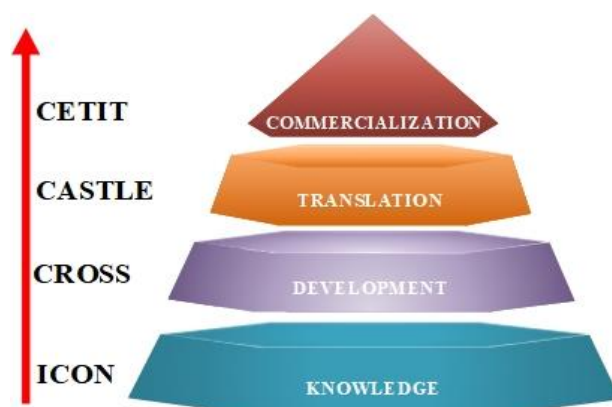 CETIT
COMMERCIALIZATION
CASTLE
TRANSLATION
CROSS
DEVELOPMENT
ICON
KNOWLEDGE